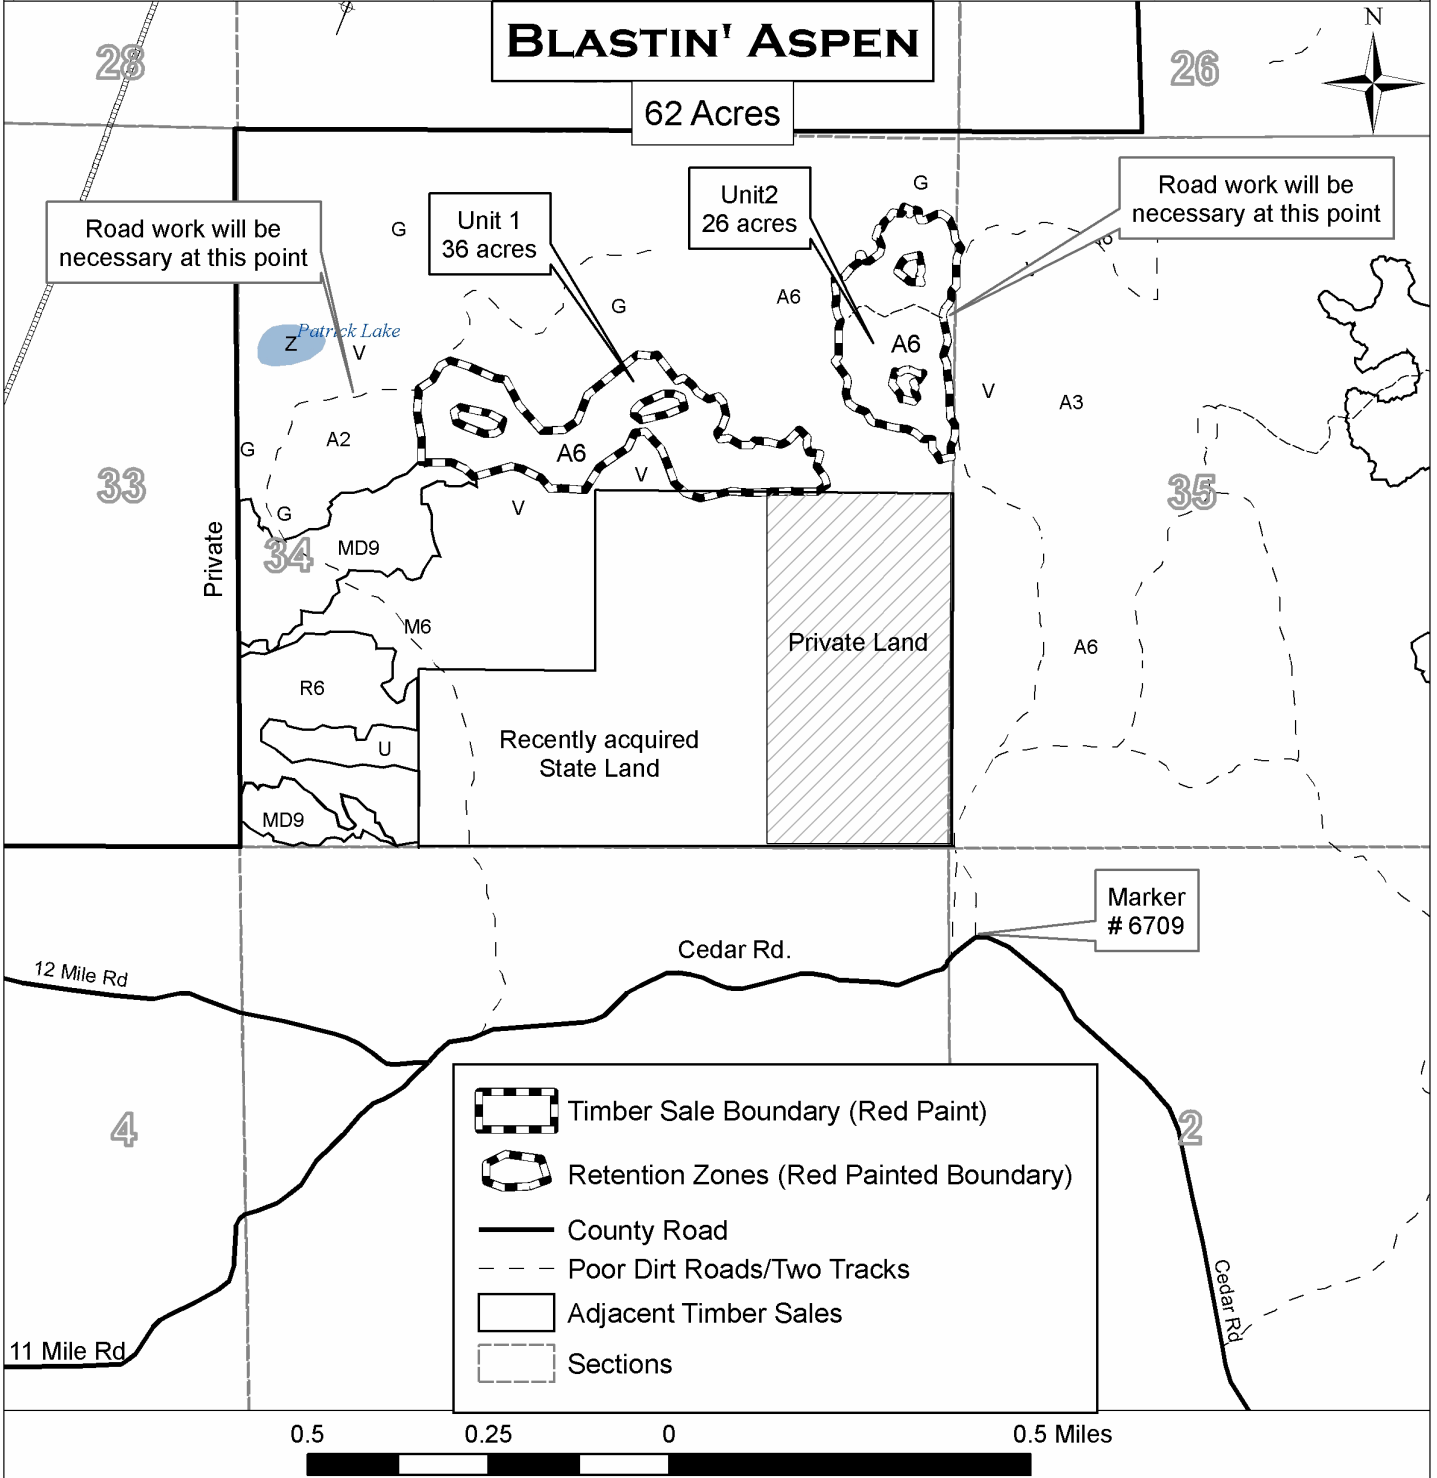 BLASTIN' ASPEN
62 Acres
N
28
26
Road work will be
necessary at this point
Unit 1
36 acres
Unit2
26 acres
Road work will be
necessary at this point
G
G
G
A6
Patrick Lake
Z
V
A6
V
A3
A2
G
A6
V
V
33
35
G
34
MD9
Private
M6
Private Land
A6
R6
Recently acquired
State Land
U
MD9
Marker
# 6709
Cedar Rd.
12 Mile Rd
4
2
Timber Sale Boundary (Red Paint)
Retention Zones (Red Painted Boundary)
County Road
Poor Dirt Roads/Two Tracks
Adjacent Timber Sales
Sections
Cedar Rd
11 Mile Rd
0.5 0.25 0 0.5 Miles